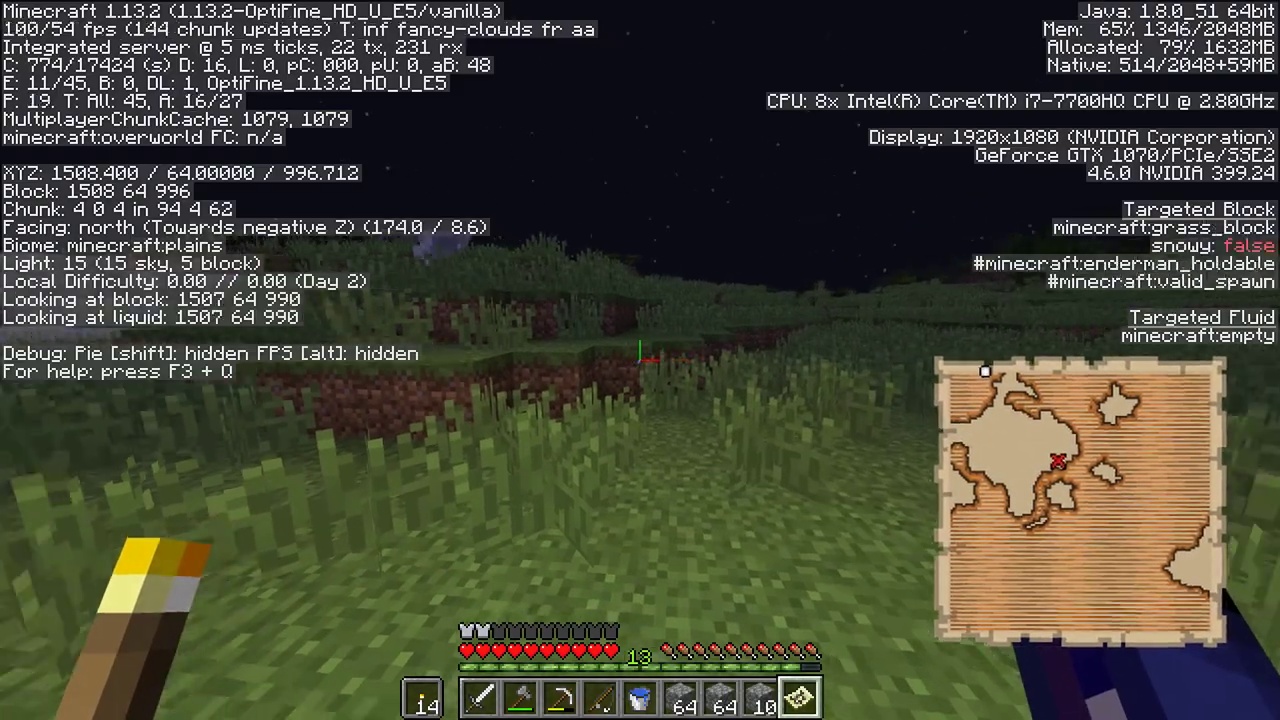 Minecraft 1.13.2 (1.13.2-OptiFine_HD_U_E5/vanilla)
100/54 fps (144 chunk updates) T: inf fancy-clouds fr aa
Integrated server @ 5 ms ticks, 22 tx, 231 rx
C: 774/17424 (s) D: 16, L: 0, pC: 000, pU: 0, aB: 48
E: 11/45, B: 0, DL: 1, OptiFine_1.13.2_HD_U_E5
P: 19. T: All: 45, A: 16/27
MultiplayerChunkCache: 1079, 1079
minecraft:overworld FC: n/a
XYZ: 1508.400 / 64.00000 / 996.712
Block: 1508 64 996
Chunk: 4 0 4 in 94 4 62
Facing: north (Towards negative Z) (174.0 / 8.6)
Biome: minecraft:plains
Light: 15 (15 sky, 5 block)
Local Difficulty: 0.00 // 0.00 (Day 2)
Looking at block: 1507 64 990
Looking at liquid: 1507 64 990
Debug: Pie [shift]: hidden FPS [alt]: hidden
For help: press F3 + Q
Java: 1.8.0_51 64bit
Mem: 65% 1346/2048MB
Allocated: 79% 1632MB
Native: 514/2048+59MB
CPU: 8x Intel(R) Core(TM) i7-7700HQ CPU @ 2.80GHz
Display: 1920x1080 (NVIDIA Corporation)
GeForce GTX 1070/PCIe/SSE2
4.6.0 NVIDIA 399.24
Targeted Block
minecraft:grass_block
snowy: false
#minecraft:enderman_holdable
#minecraft:valid_spawn
Targeted Fluid
minecraft:empty
13
14
64
64
10